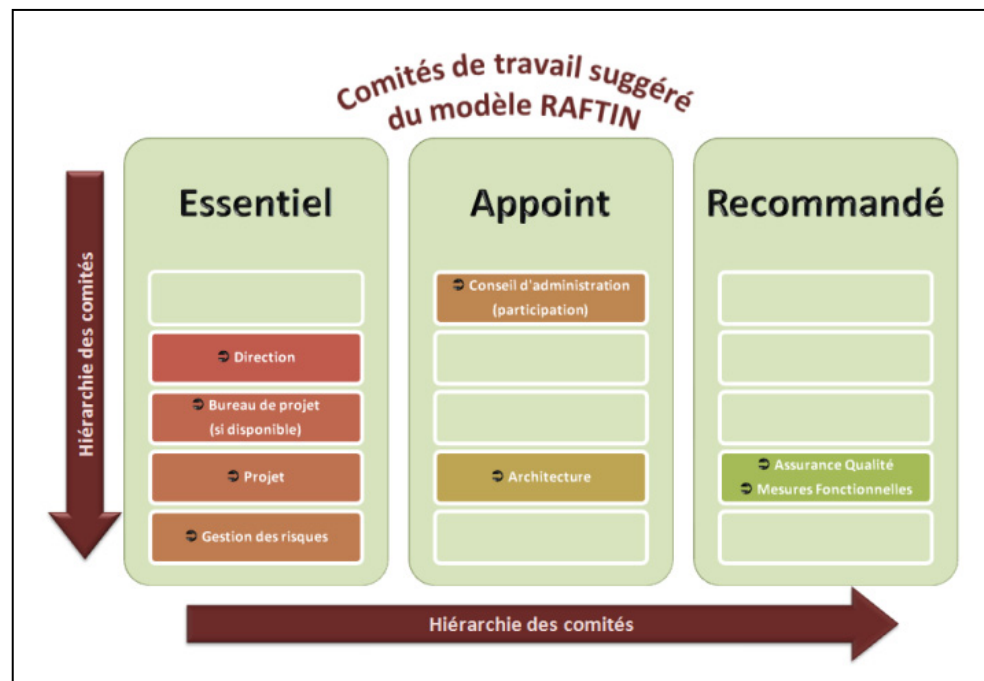 Comités de travail suggéré
du modèle RAFTIN
Hiérarchie des comités
Essentiel
➲ Direction
➲ Bureau de projet
(si disponible)
➲ Projet
➲ Gestion des risques
Appoint
➲ Conseil d'administration
(participation)
➲ Architecture
Recommandé
➲ Assurance Qualité
➲ Mesures Fonctionnelles
Hiérarchie des comités